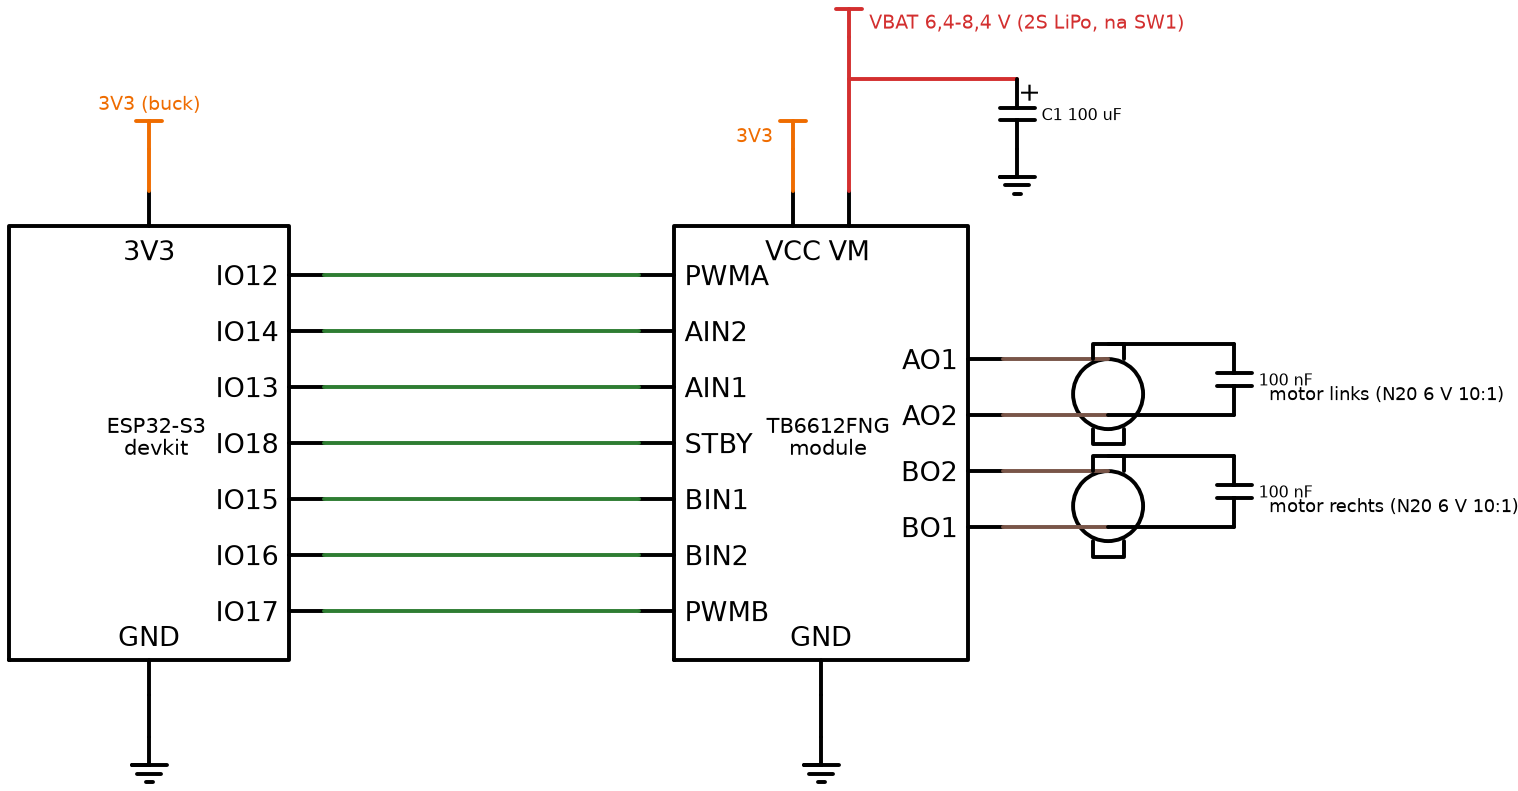 VBAT 6,4-8,4 V (2S LiPo, na SW1)
3V3 (buck)
3V3
+
C1 100 uF
3V3
IO12
IO14
IO13
IO18
IO15
IO16
IO17
ESP32-S3
devkit
GND
VCC VM
PWMA
AIN2
AIN1
STBY
BIN1
BIN2
PWMB
TB6612FNG
module
AO1
AO2
BO2
BO1
GND
100 nF
motor links (N20 6 V 10:1)
100 nF
motor rechts (N20 6 V 10:1)